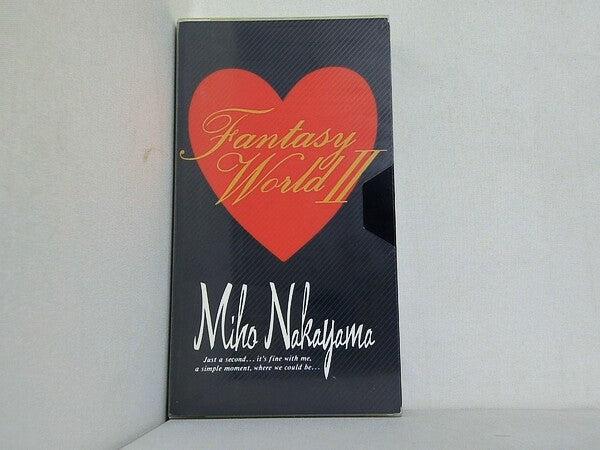 Fantasy
World II
Miho Nakayama
Just a second... it's fine with me,
a simple moment, where we could be...